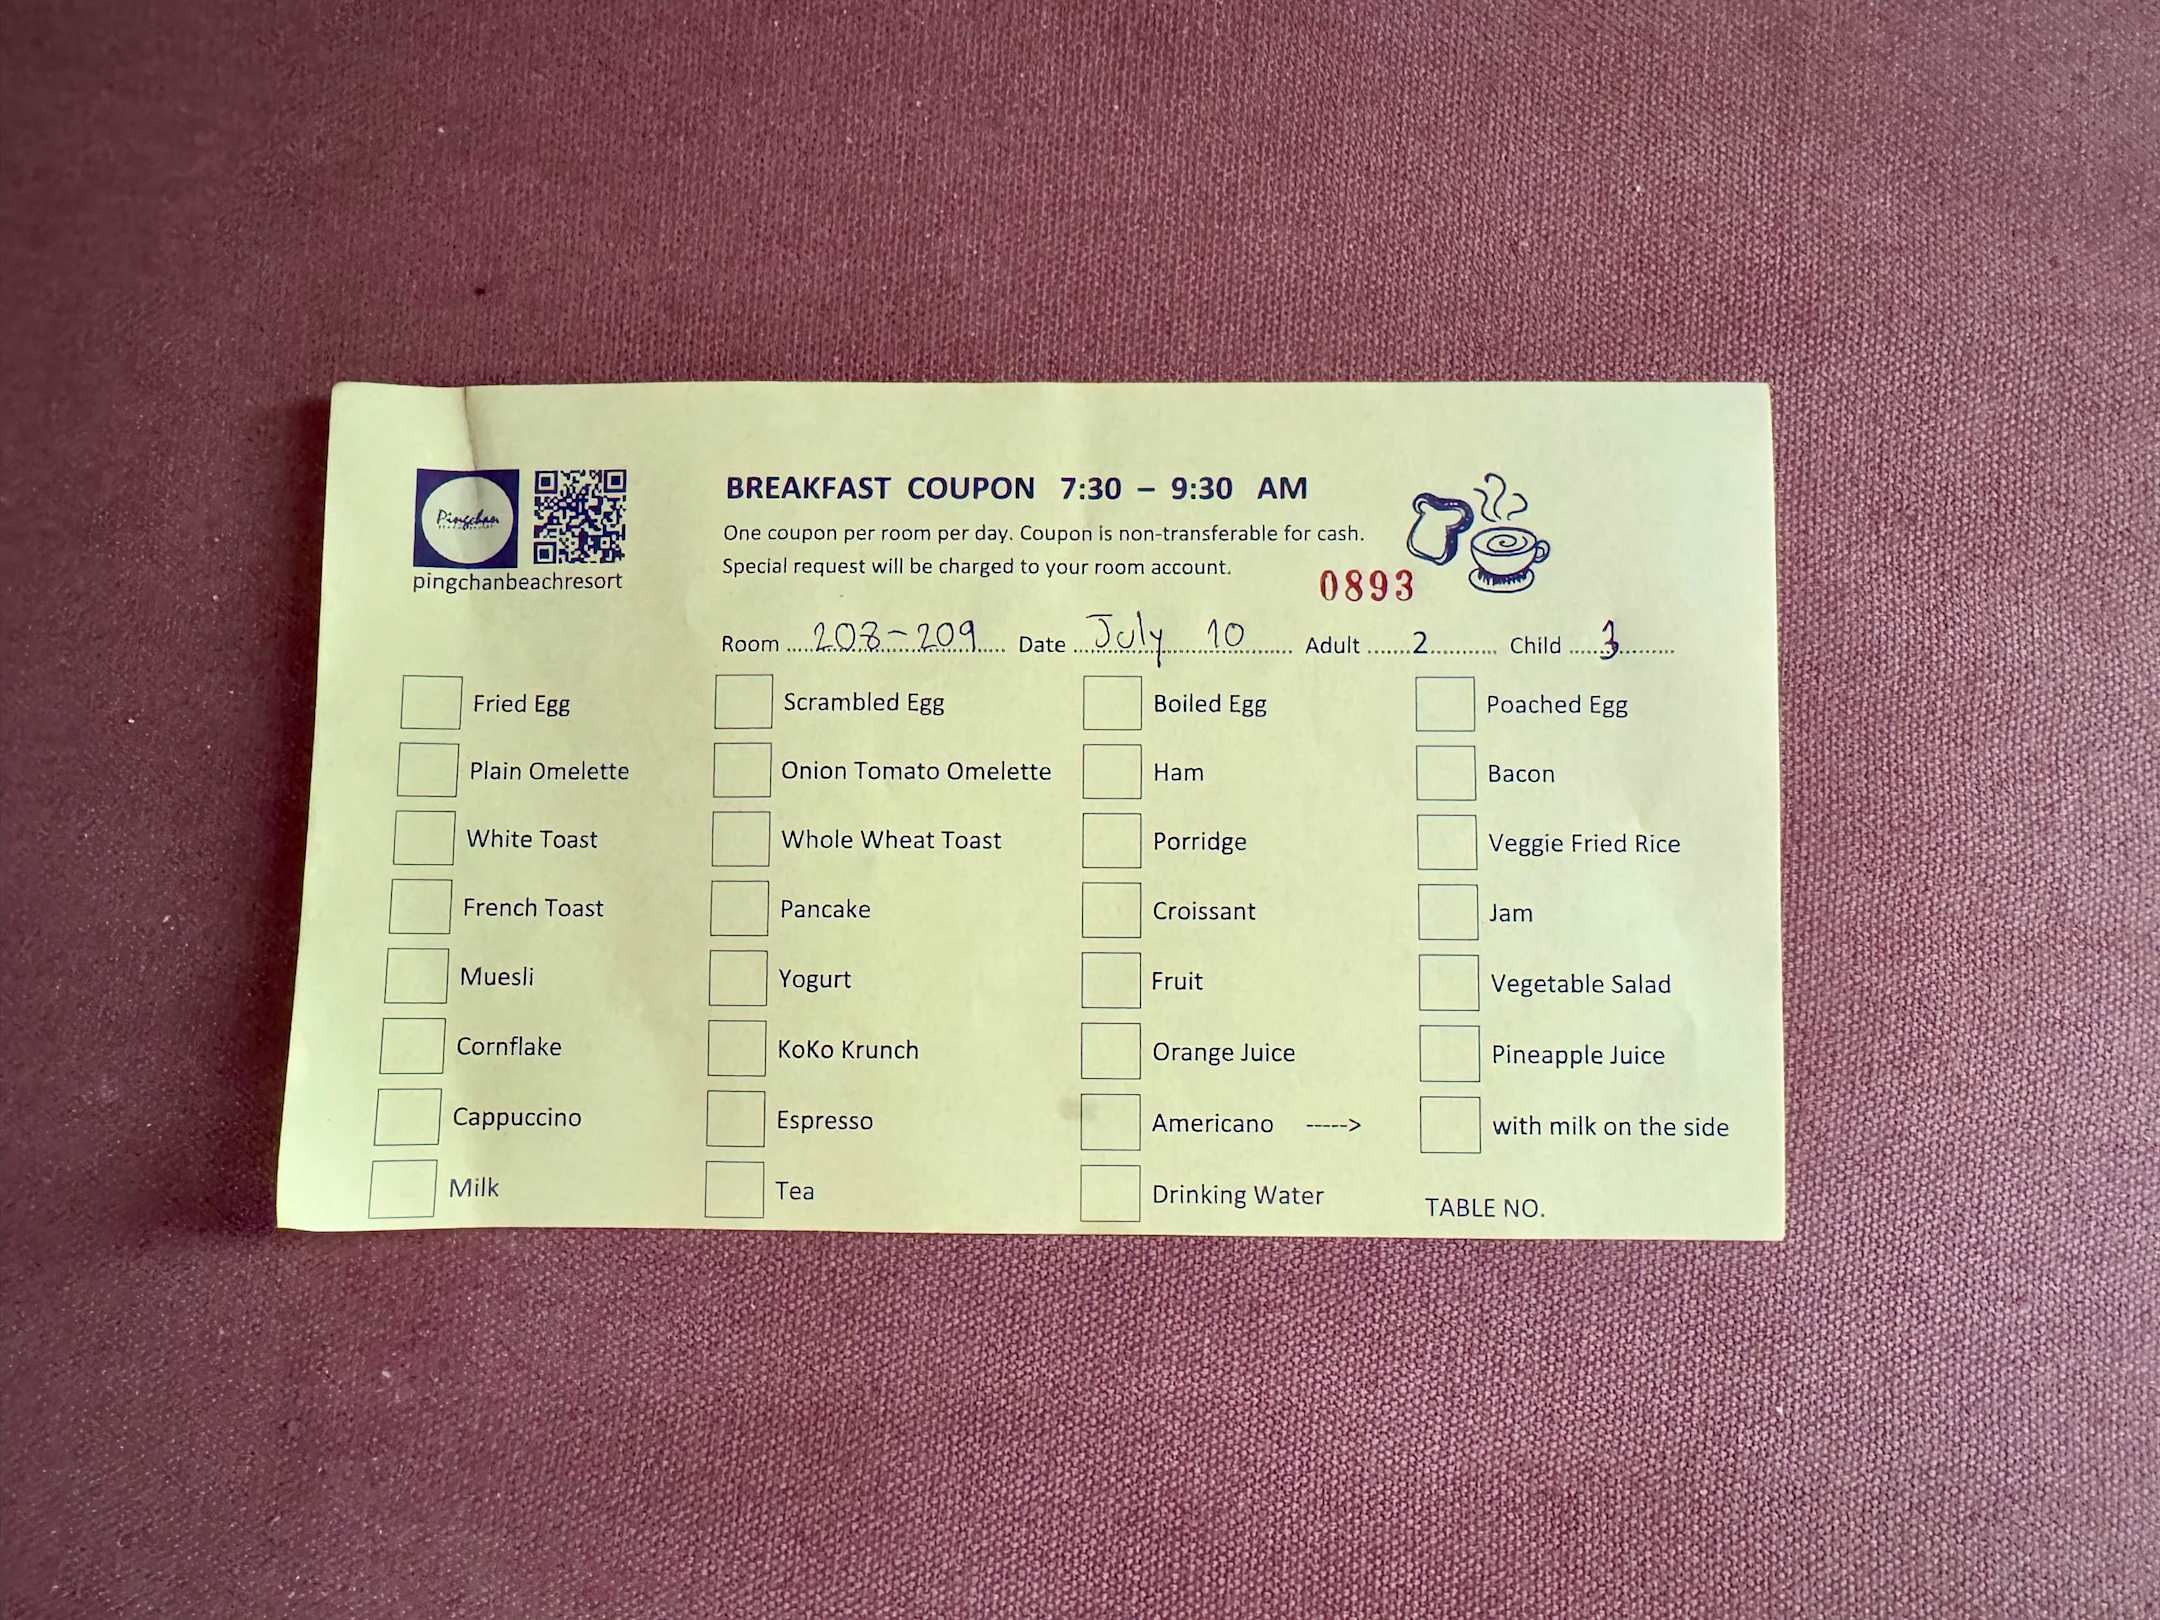 Pingchan
pingchanbeachresort
BREAKFAST COUPON 7:30 – 9:30 AM
One coupon per room per day. Coupon is non-transferable for cash.
Special request will be charged to your room account.
0893
Room 208-209 Date July 10 Adult 2 Child 3
Fried Egg Scrambled Egg Boiled Egg Poached Egg
Plain Omelette Onion Tomato Omelette Ham Bacon
White Toast Whole Wheat Toast Porridge Veggie Fried Rice
French Toast Pancake Croissant Jam
Muesli Yogurt Fruit Vegetable Salad
Cornflake KoKo Krunch Orange Juice Pineapple Juice
Cappuccino Espresso Americano -----> with milk on the side
Milk Tea Drinking Water TABLE NO.